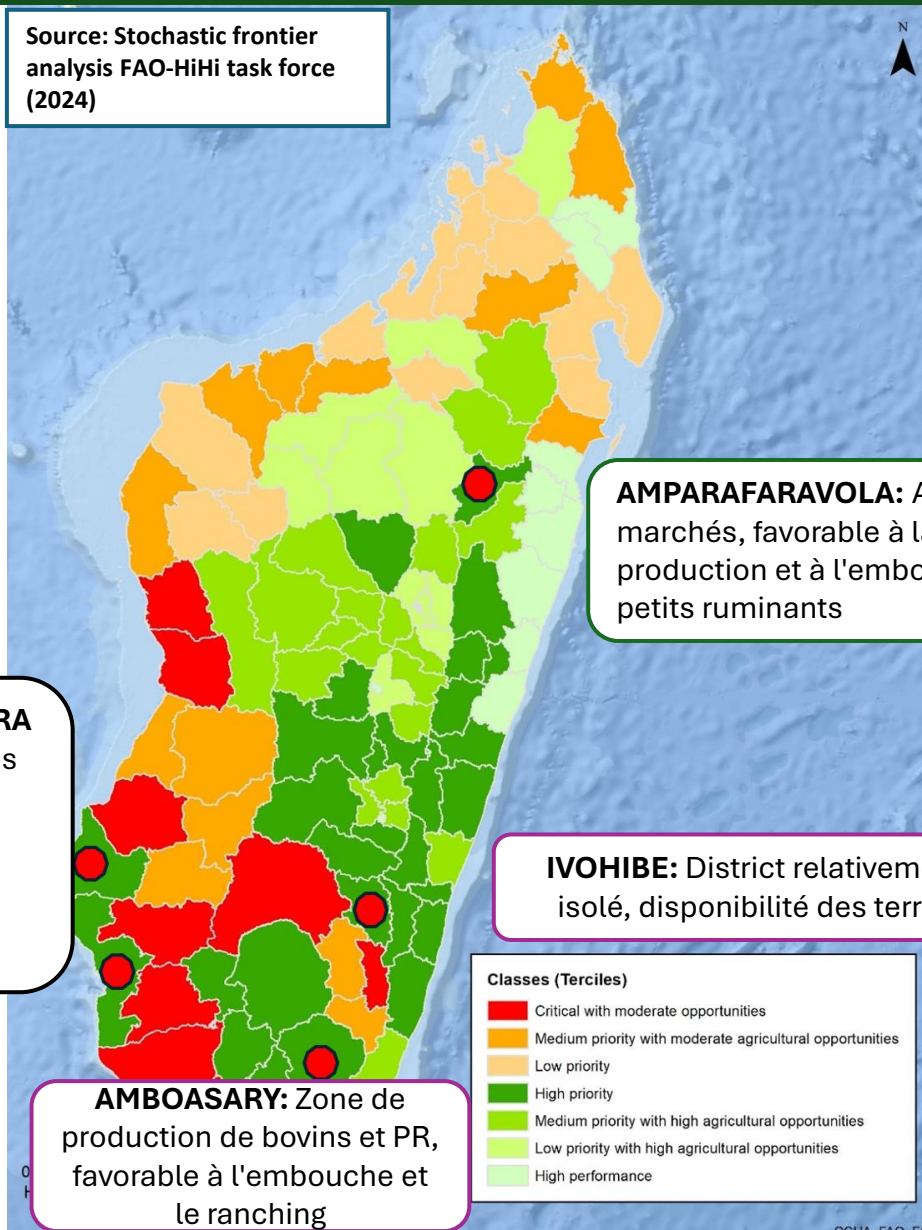 Source: Stochastic frontier
analysis FAO-HiHi task force
(2024)
N
AMPARAFARAVOLA:
marchés, favorable à
production et à
petits ruminants
IVOHIBE: District
isolé, disponibilité des
Classes (Terciles)
Critical with moderate opportunities
Medium priority with moderate agricultural opportunities
Low priority
High priority
Medium priority with high agricultural opportunities
Low priority with high agricultural opportunities
High performance
AMBOASARY: Zone de
production de bovins et PR,
favorable à l'embouche et
le ranching
0